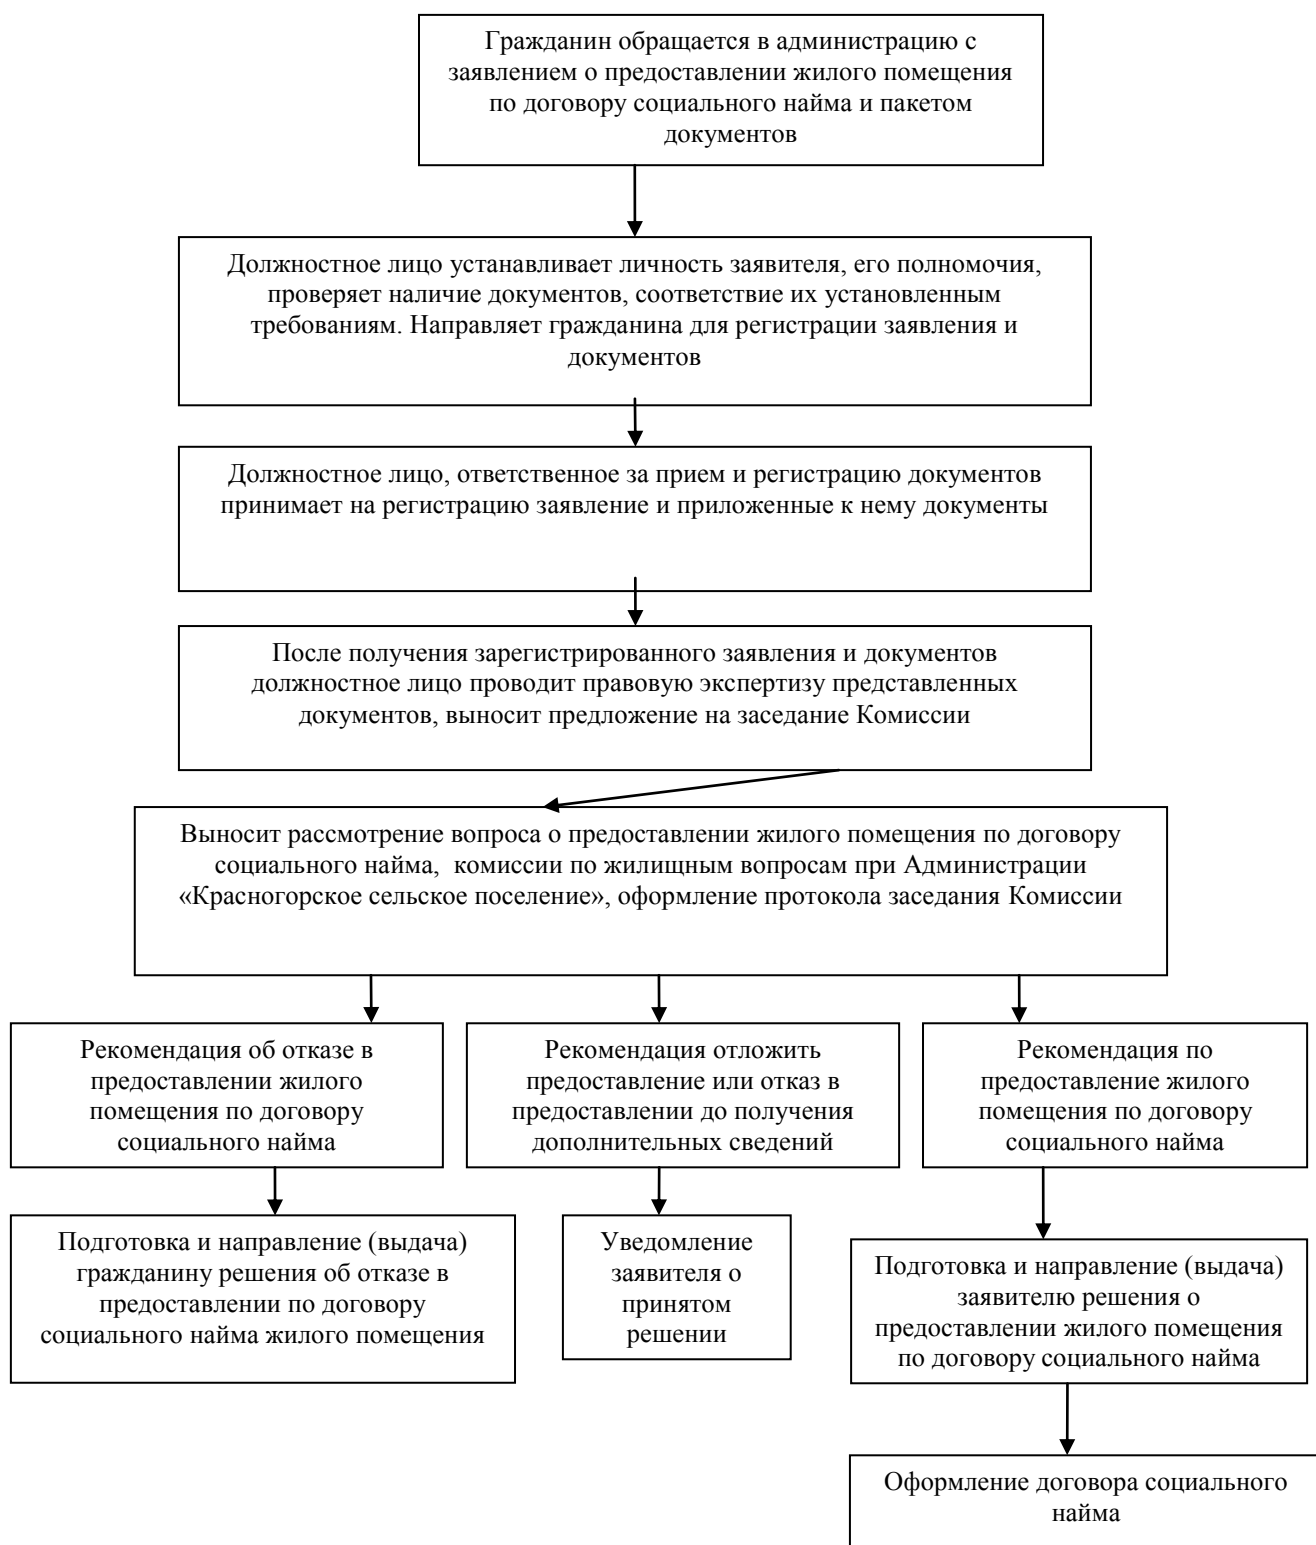 Гражданин обращается в администрацию с
заявлением о предоставлении жилого помещения
по договору социального найма и пакетом
документов
Должностное лицо устанавливает личность заявителя, его полномочия,
проверяет наличие документов, соответствие их установленным
требованиям. Направляет гражданина для регистрации заявления и
документов
Должностное лицо, ответственное за прием и регистрацию документов
принимает на регистрацию заявление и приложенные к нему документы
После получения зарегистрированного заявления и документов
должностное лицо проводит правовую экспертизу представленных
документов, выносит предложение на заседание Комиссии
Выносит рассмотрение вопроса о предоставлении жилого помещения по договору
социального найма,  комиссии по жилищным вопросам при Администрации
«Красногорское сельское поселение», оформление протокола заседания Комиссии
Рекомендация об отказе в
предоставлении жилого
помещения по договору
социального найма
Рекомендация отложить
предоставление или отказ в
предоставлении до получения
дополнительных сведений
Рекомендация по
предоставление жилого
помещения по договору
социального найма
Подготовка и направление (выдача)
гражданину решения об отказе в
предоставлении по договору
социального найма жилого помещения
Уведомление
заявителя о
принятом
решении
Подготовка и направление (выдача)
заявителю решения о
предоставлении жилого помещения
по договору социального найма
Оформление договора социального
найма